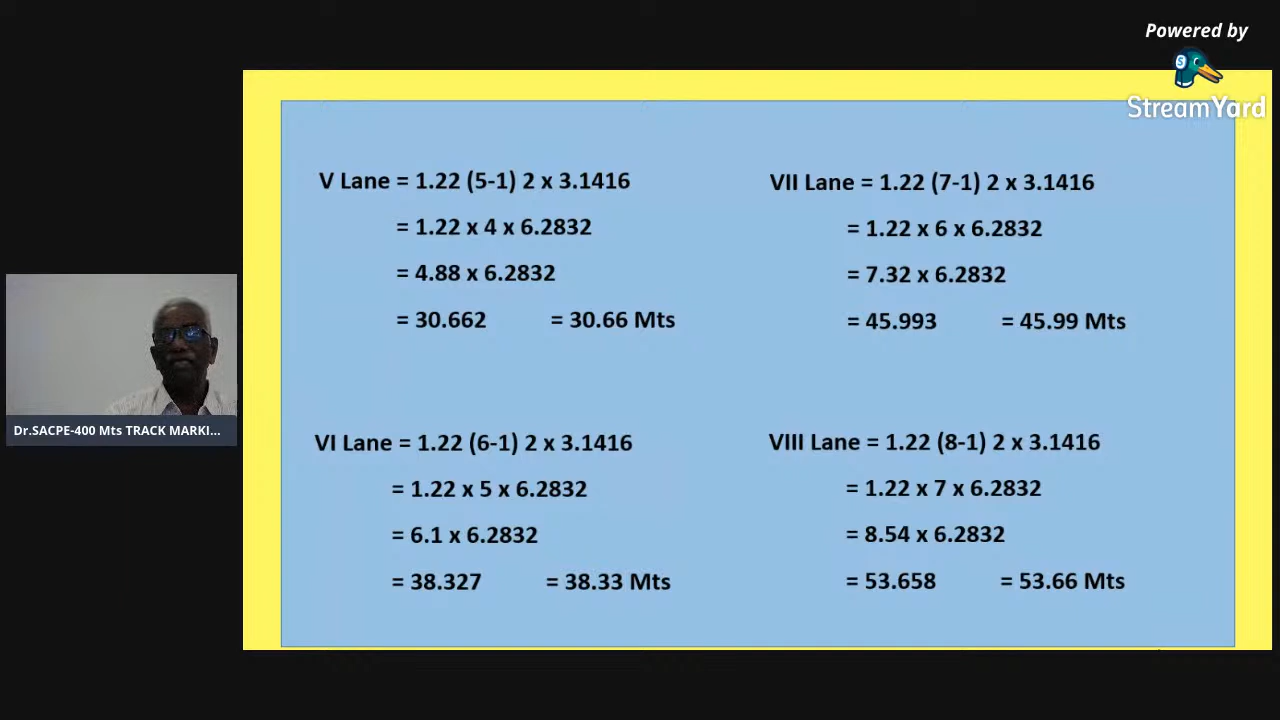 Powered by
StreamYard
V Lane = 1.22 (5-1) 2 x 3.1416
= 1.22 x 4 x 6.2832
= 4.88 x 6.2832
= 30.662 = 30.66 Mts
VII Lane = 1.22 (7-1) 2 x 3.1416
= 1.22 x 6 x 6.2832
= 7.32 x 6.2832
= 45.993 = 45.99 Mts
VI Lane = 1.22 (6-1) 2 x 3.1416
= 1.22 x 5 x 6.2832
= 6.1 x 6.2832
= 38.327 = 38.33 Mts
VIII Lane = 1.22 (8-1) 2 x 3.1416
= 1.22 x 7 x 6.2832
= 8.54 x 6.2832
= 53.658 = 53.66 Mts
Dr.SACPE-400 Mts TRACK MARKI...